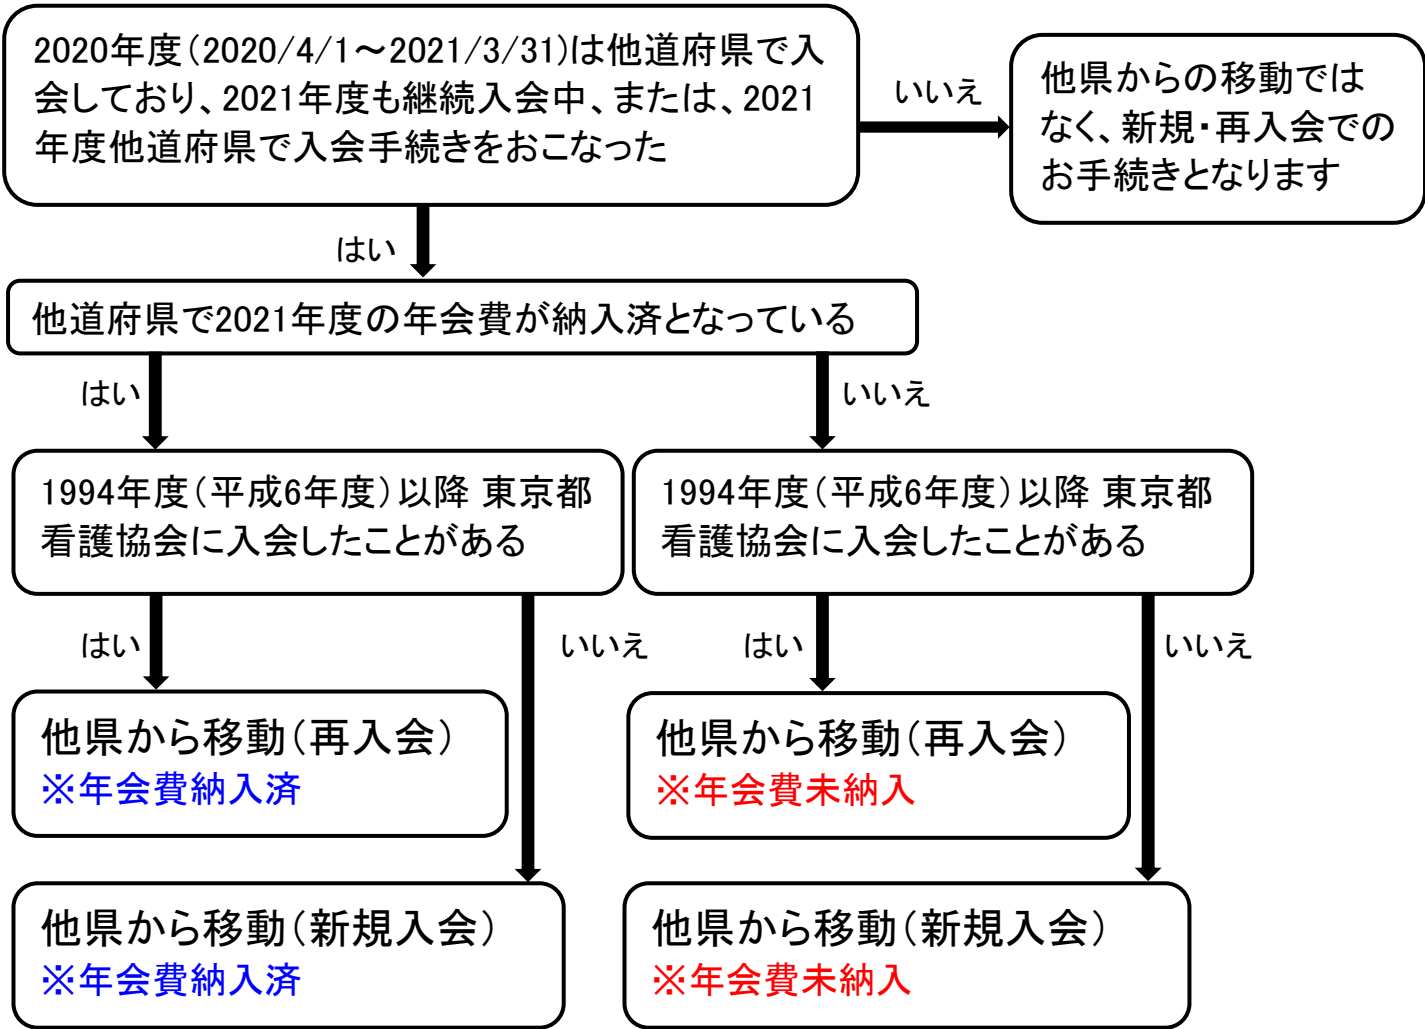 2020年度(2020/4/1～2021/3/31)は他道府県で入
会しており、2021年度も継続入会中、または、2021
年度他道府県で入会手続きをおこなった
いいえ
他県からの移動では
なく、新規・再入会での
お手続きとなります
はい
他道府県で2021年度の年会費が納入済となっている
はい
いいえ
1994年度(平成6年度)以降 東京都
看護協会に入会したことがある
1994年度(平成6年度)以降 東京都
看護協会に入会したことがある
はい
いいえ
はい
いいえ
他県から移動(再入会)
※年会費納入済
他県から移動(再入会)
※年会費未納入
他県から移動(新規入会)
※年会費納入済
他県から移動(新規入会)
※年会費未納入